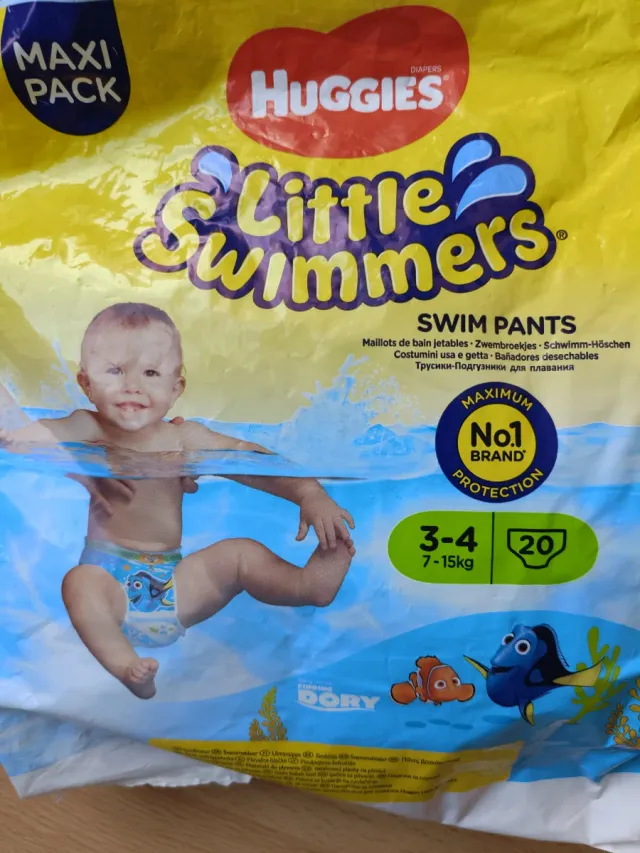 MAXI
PACK
DIAPERS
HUGGIES
Little
Swimmers®
SWIM PANTS
Maillots de bain jetables · Zwembroekjes · Schwimm-Höschen
Costumini usa e getta · Bañadores desechables
Трусики-Подгузники для плавания
MAXIMUM
No.1
BRAND*
PROTECTION
3-4
7-15kg
20
FINDING
DORY